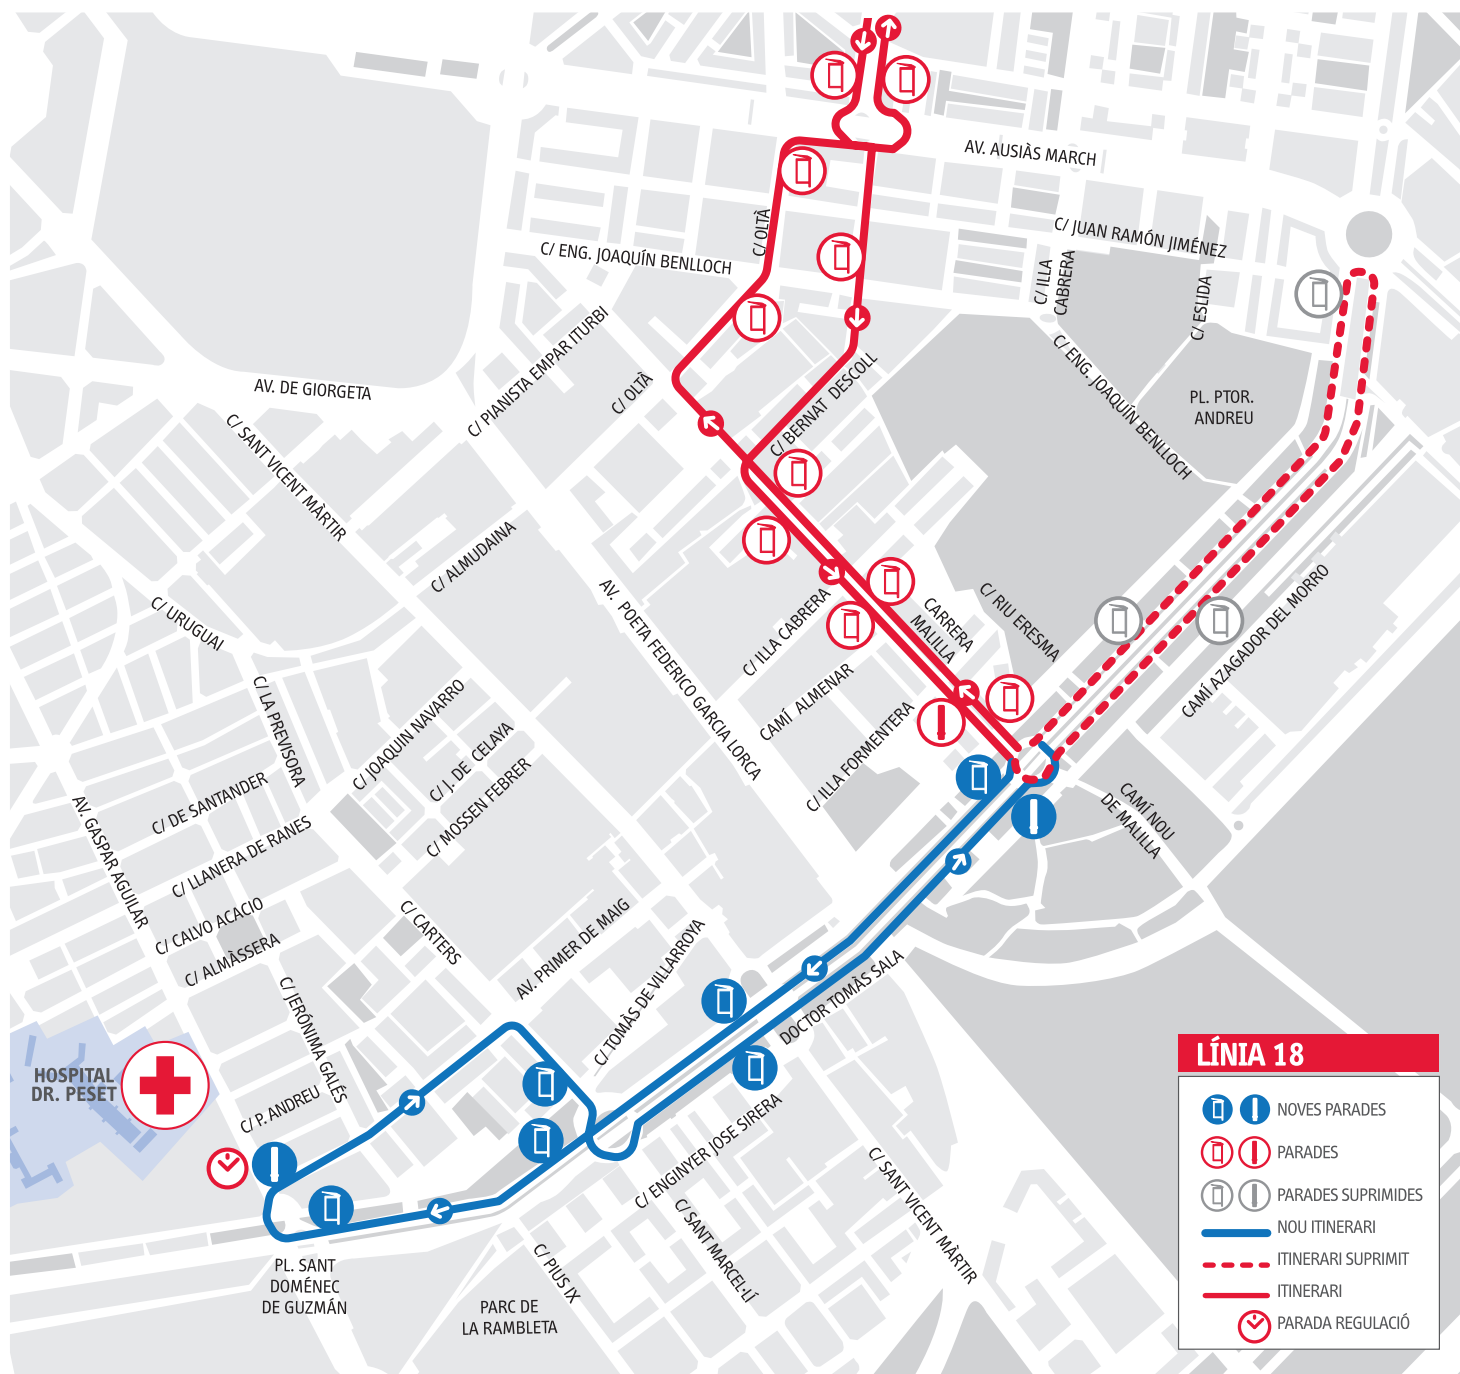 AV. AUSIÀS MARCH
C/ OLTÀ
C/ JUAN RAMÓN JIMÉNEZ
C/ ENG. JOAQUÍN BENLLOCH
C/ ILLA
CABRERA
C/ ESLIDA
C/ PIANISTA EMPAR ITURBI
C/ ENG. JOAQUÍN BENLLOCH
AV. DE GIORGETA
C/ OLTÀ
C/ BERNAT DESCOLL
PL. PTOR.
ANDREU
C/ SANT VICENT MÀRTIR
C/ ALMUDAINA
C/ URUGUAI
AV. POETA FEDERICO GARCIA LORCA
C/ ILLA CABRERA
CARRERA
MALILLA
C/ RIU ERESMA
CAMÍ AZAGADOR DEL MORRO
CAMÍ ALMENAR
C/ LA PREVISORA
C/ JOAQUIN NAVARRO
C/ J. DE CELAYA
C/ MOSSEN FEBRER
C/ ILLA FORMENTERA
CAMÍ NOU
DE MALILLA
C/ DE SANTANDER
AV. GASPAR AGUILAR
C/ LLANERA DE RANES
C/ CALVO ACACIO
C/ ALMÀSSERA
C/ CARTERS
AV. PRIMER DE MAIG
C/ TOMÀS DE VILLARROYA
DOCTOR TOMÀS SALA
C/ JERÓNIMA GALÉS
HOSPITAL
DR. PESET
C/ P. ANDREU
C/ ENGINYER JOSE SIRERA
C/ SANT VICENT MÀRTIR
C/ SANT MARCEL·LÍ
C/ PIUS IX
PL. SANT
DOMÉNEC
DE GUZMÁN
PARC DE
LA RAMBLETA
LÍNIA 18
NOVES PARADES
PARADES
PARADES SUPRIMIDES
NOU ITINERARI
ITINERARI SUPRIMIT
ITINERARI
PARADA REGULACIÓ